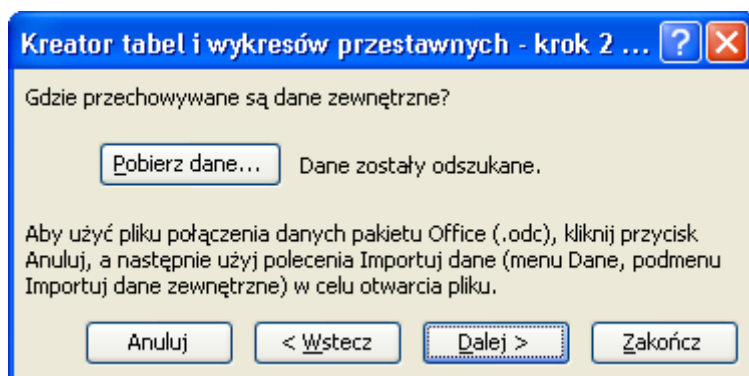 Kreator tabel i wykresów przestawnych - krok 2 ...
Gdzie przechowywane są dane zewnętrzne?
Pobierz dane... Dane zostały odszukane.
Aby użyć pliku połączenia danych pakietu Office (.odc), kliknij przycisk
Anuluj, a następnie użyj polecenia Importuj dane (menu Dane, podmenu
Importuj dane zewnętrzne) w celu otwarcia pliku.
Anuluj < Wstecz Dalej > Zakończ